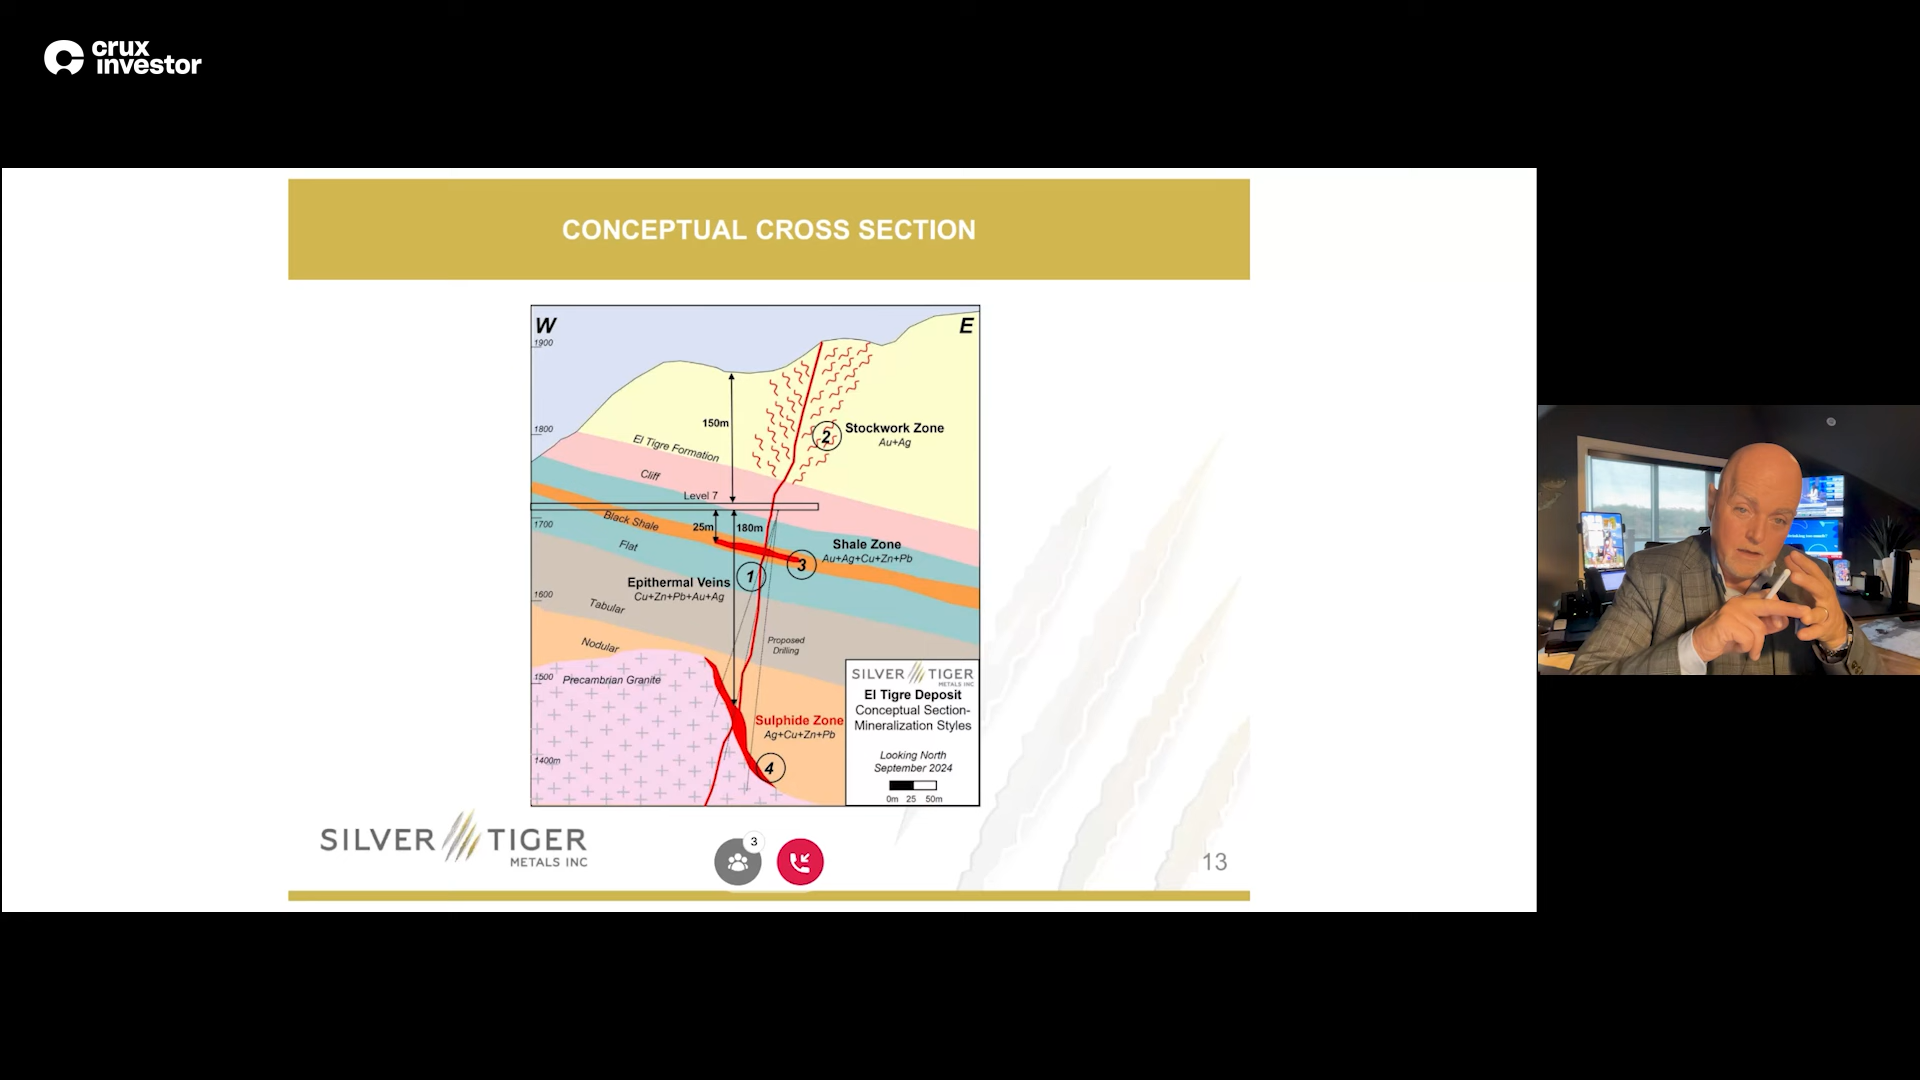 crux
investor
CONCEPTUAL CROSS SECTION
W
E
1900
150m
2
Stockwork Zone
Au+Ag
1800
El Tigre Formation
Cliff
Level 7
1700
Black Shale
25m
180m
Flat
Shale Zone
Au+Ag+Cu+Zn+Pb
3
1
Epithermal Veins
Cu+Zn+Pb+Au+Ag
1600
Tabular
Nodular
Proposed
Drilling
1500
Precambrian Granite
Sulphide Zone
Ag+Cu+Zn+Pb
1400m
4
SILVER TIGER
METALS INC
El Tigre Deposit
Conceptual Section-
Mineralization Styles
Looking North
September 2024
0m 25 50m
SILVER TIGER
METALS INC
3
13